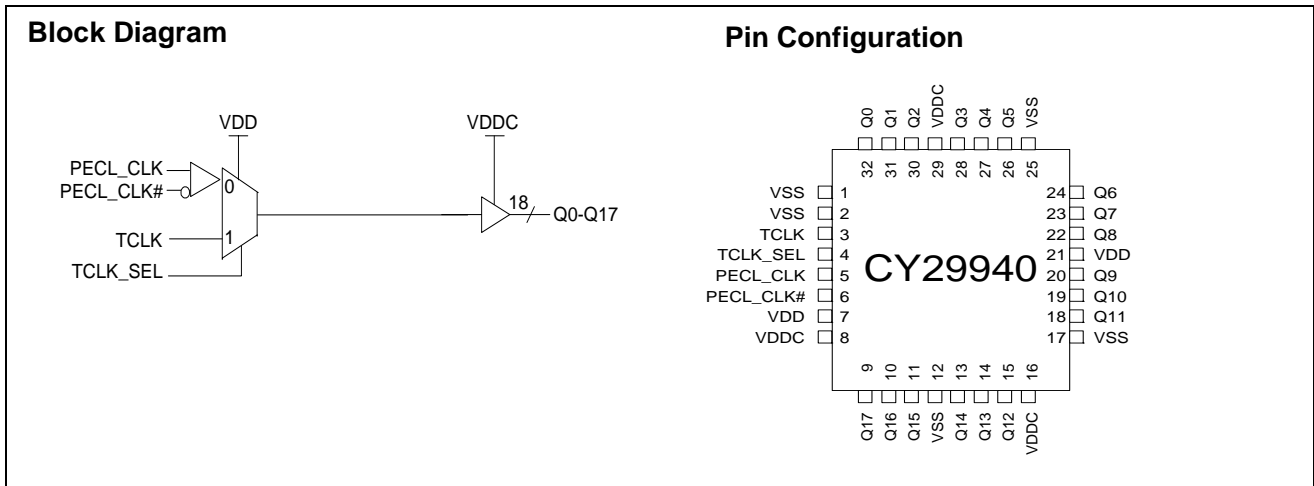 Block Diagram
VDD
VDDC
PECL_CLK
PECL_CLK#
0
18
Q0-Q17
TCLK
1
TCLK_SEL
Pin Configuration
Q0
Q1
Q2
VDDC
Q3
Q4
Q5
VSS
32
31
30
29
28
27
26
25
VSS 1
VSS 2
TCLK 3
TCLK_SEL 4
PECL_CLK 5
PECL_CLK# 6
VDD 7
VDDC 8
CY29940
24 Q6
23 Q7
22 Q8
21 VDD
20 Q9
19 Q10
18 Q11
17 VSS
9
10
11
12
13
14
15
16
Q17
Q16
Q15
VSS
Q14
Q13
Q12
VDDC